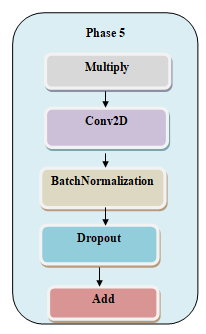 Phase 5
Multiply
Conv2D
BatchNormalization
Dropout
Add